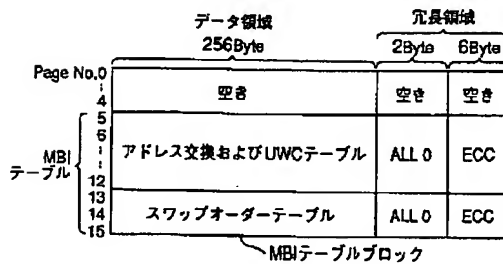 データ領域
冗長領域
256Byte
2Byte
6Byte
Page No.0
4
空き
空き
空き
5
6
12
アドレス交換およびUWCテーブル
ALL 0
ECC
MBI
テーブル
13
14
15
スワップオーダーテーブル
ALL 0
ECC
MBIテーブルブロック